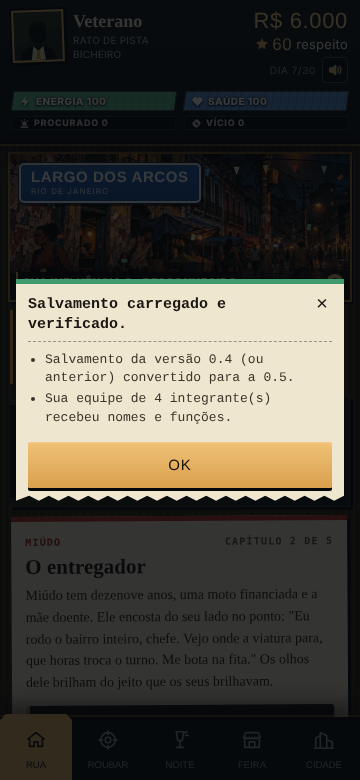 Veterano
RATO DE PISTA
BICHEIRO
R$ 6.000
60 respeito
DIA 7/30
ENERGIA 100
SAÚDE 100
PROCURADO 0
VÍCIO 0
LARGO DOS ARCOS
RIO DE JANEIRO
Salvamento carregado e
verificado.
×
• Salvamento da versão 0.4 (ou
anterior) convertido para a 0.5.
• Sua equipe de 4 integrante(s)
recebeu nomes e funções.
OK
MIÚDO
CAPÍTULO 2 DE 5
O entregador
Miúdo tem dezenove anos, uma moto financiada e a
mãe doente. Ele encosta do seu lado no ponto: "Eu
rodo o bairro inteiro, chefe. Vejo onde a viatura para,
que horas troca o turno. Me bota na fita." Os olhos
dele brilham do jeito que os seus brilhavam.
RUA
ROUBAR
NOITE
FEIRA
CIDADE